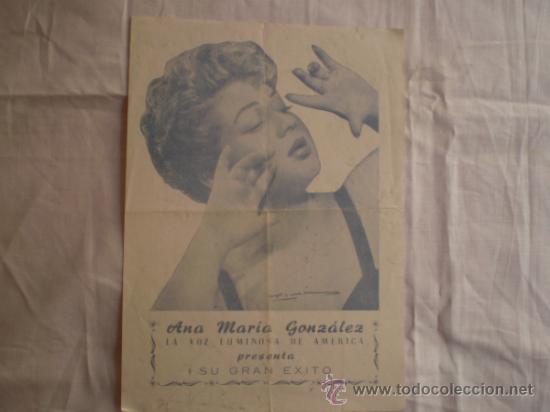 Ana María González
LA VOZ LUMINOSA DE AMERICA
presenta
SU GRAN EXITO
© www.todocoleccion.net